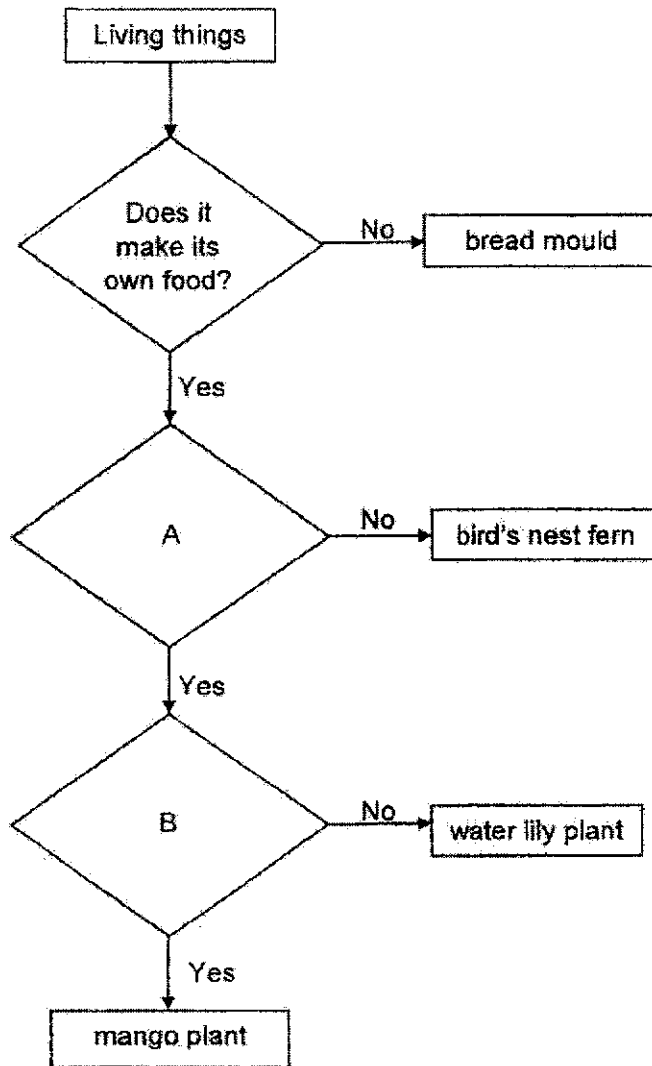 Living things
Does it
make its
own food?
No
bread mould
Yes
A
No
bird's nest fern
Yes
B
No
water lily plant
Yes
mango plant